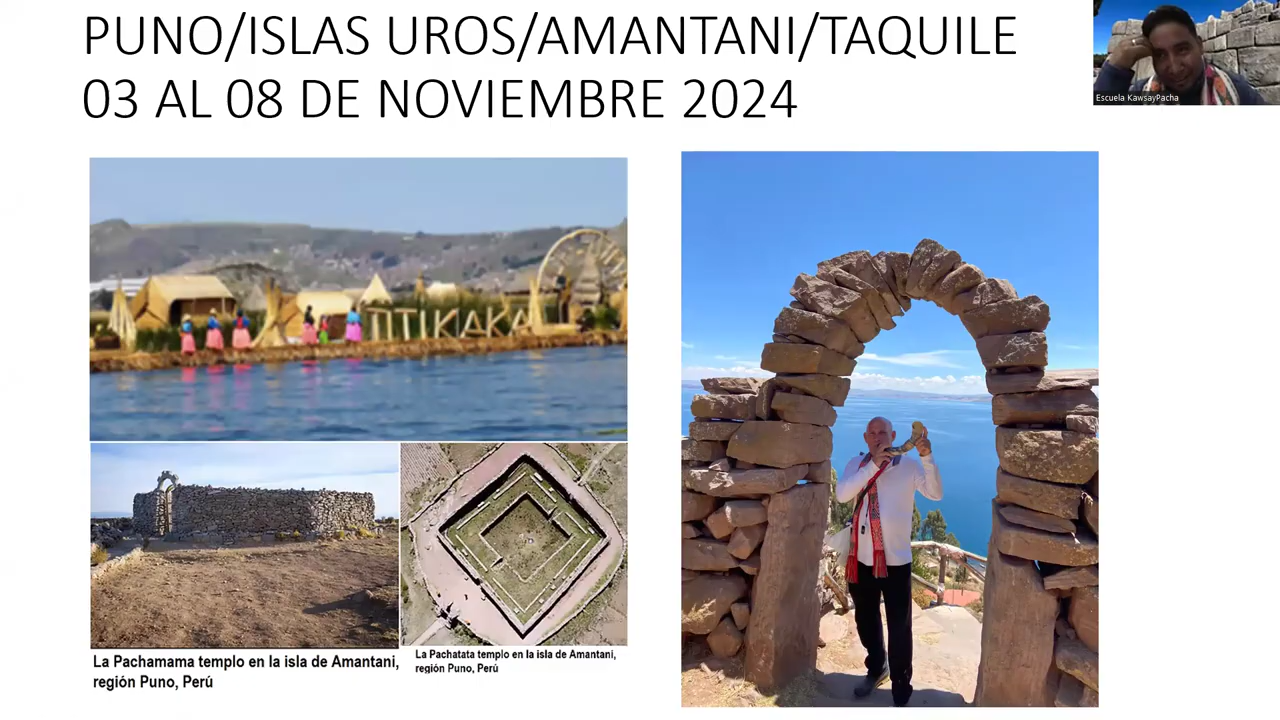 PUNO/ISLAS UROS/AMANTANI/TAQUILE
03 AL 08 DE NOVIEMBRE 2024
Escuela KawsayPacha
TITIKAKA
La Pachamama templo en la isla de Amantani,
región Puno, Perú
La Pachatata templo en la isla de Amantani,
región Puno, Perú